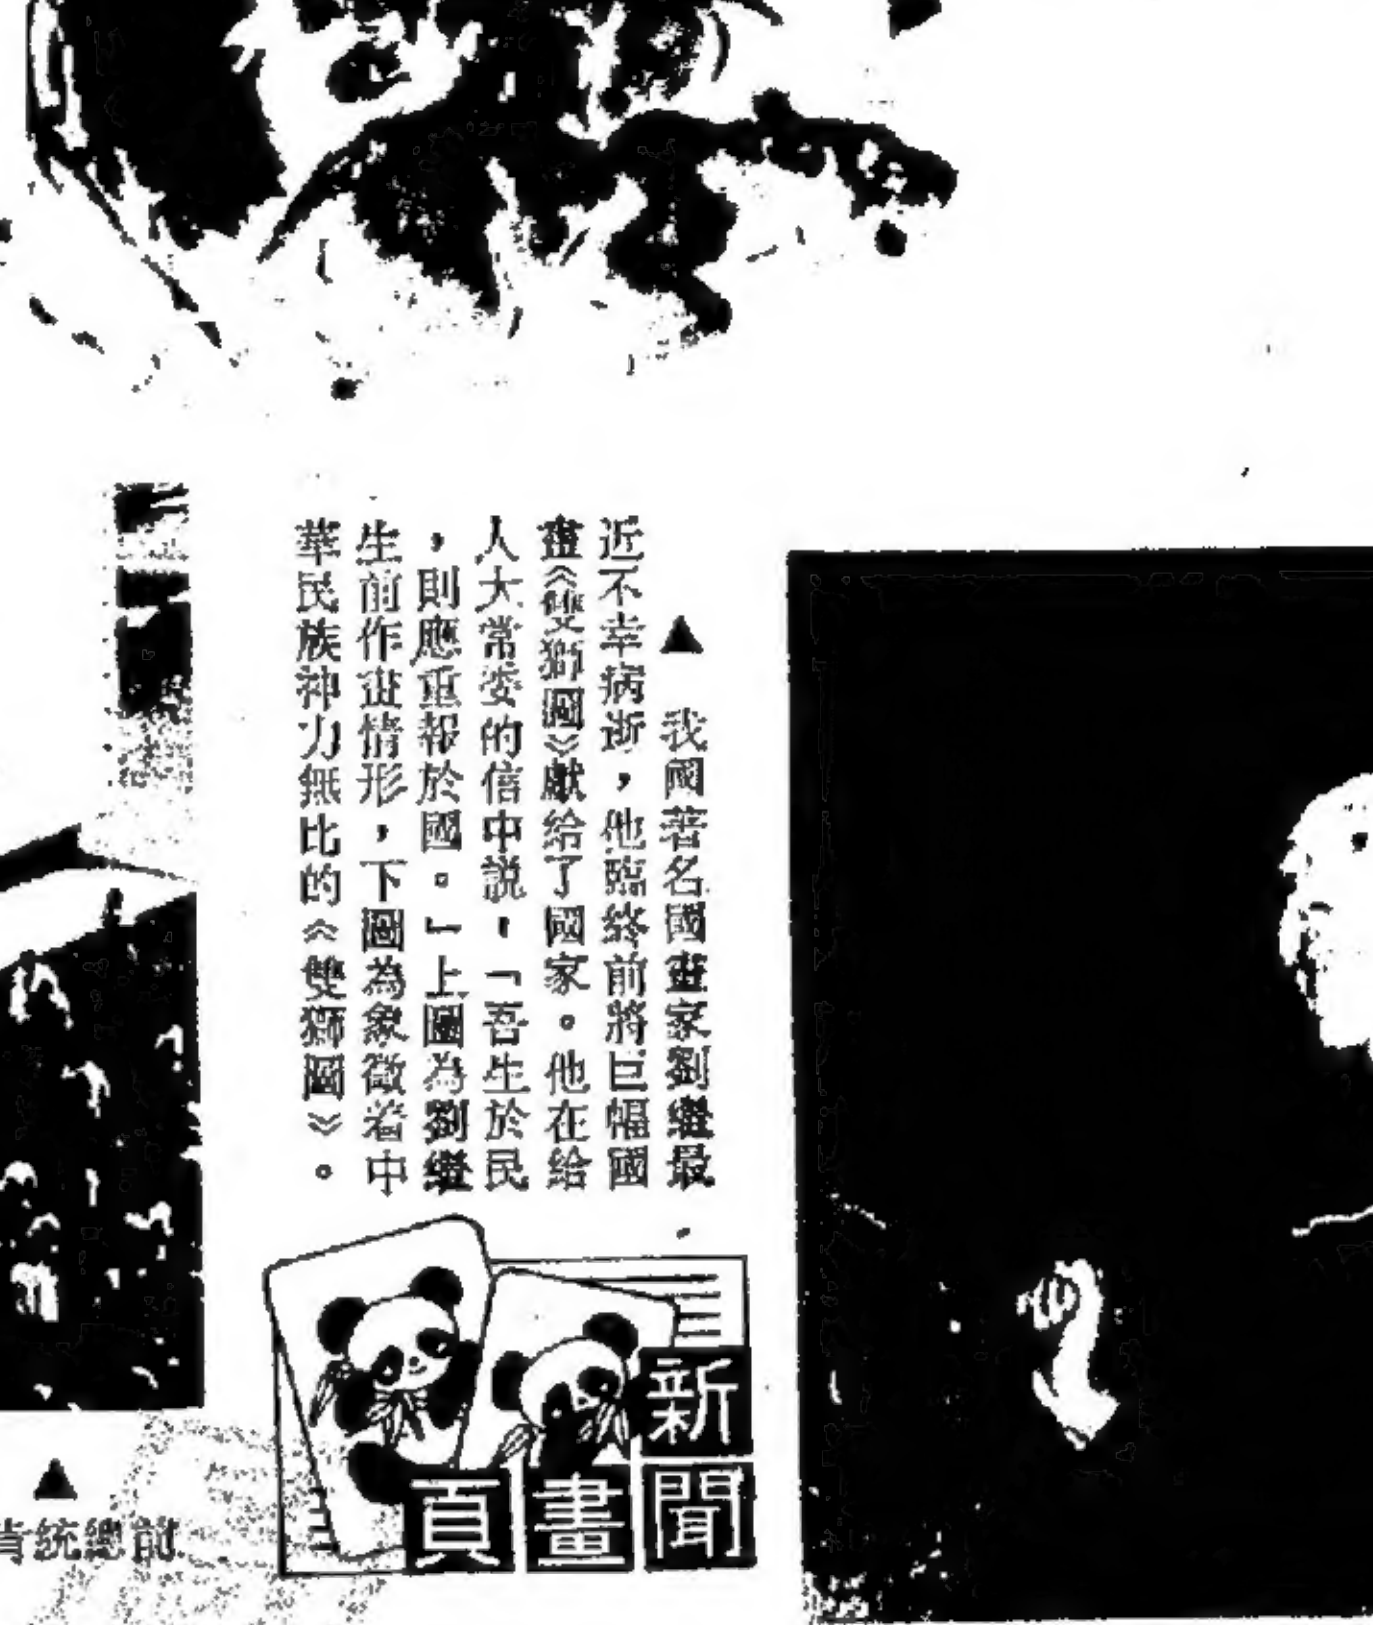 ▲ 我國著名國畫家劉繼最
近不幸病逝，他臨終前將巨幅國
畫《雙獅圖》獻給了國家。他在给
人大常委的信中說，「吾生於民
，則應重報於國。」上圖為劉繼
生前作畫情形，下圖為象徵着中
華民族神力無比的《雙獅圖》。
新聞
畫
頁
▲
前總統肯